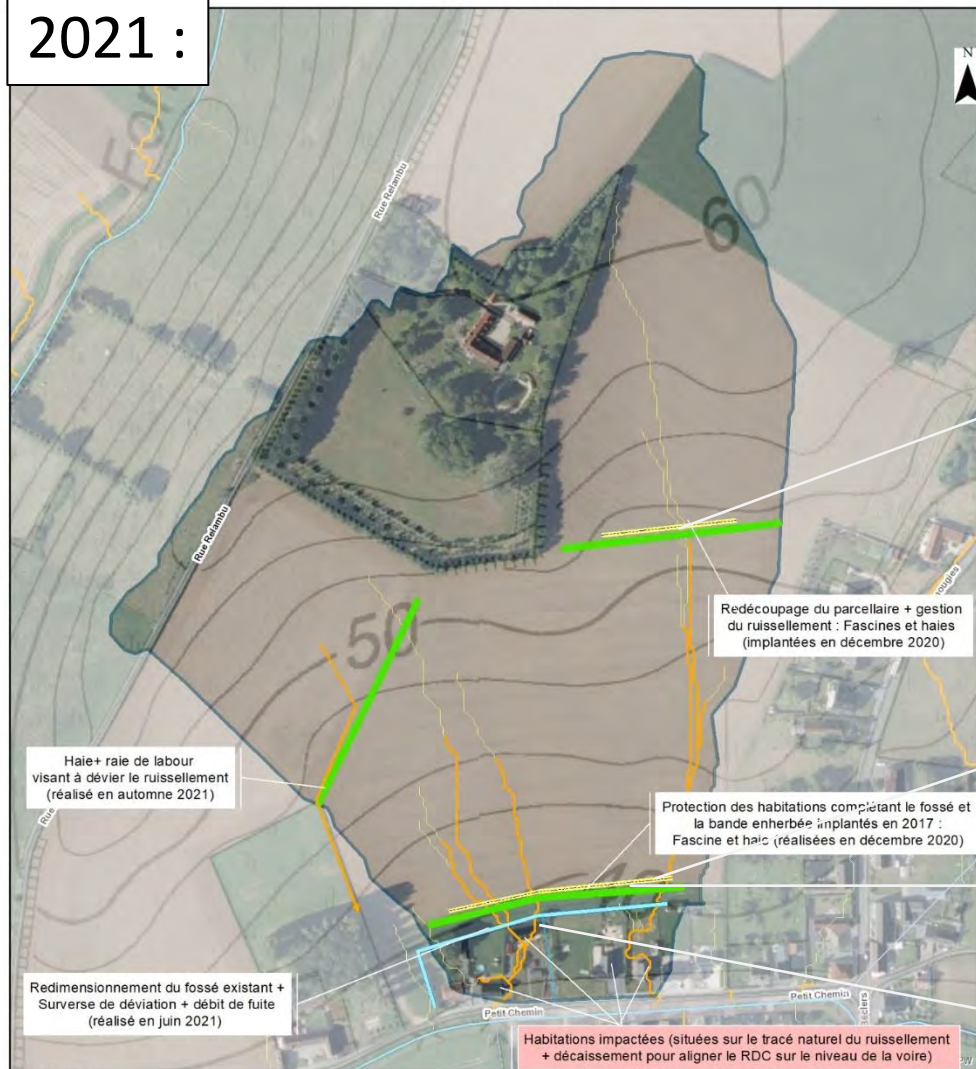 2021 :
N
Rue Relambu
60
Rue Relambu
Redécoupage du parcellaire + gestion
du ruissellement : Fascines et haies
(implantées en décembre 2020)
50
Haie+ raie de labour
visant à dévier le ruissellement
(réalisé en automne 2021)
Rue
Protection des habitations complétant le fossé et
la bande enherbée implantés en 2017 :
Fascine et haie (réalisées en décembre 2020)
Redimensionnement du fossé existant +
Surverse de déviation + débit de fuite
(réalisé en juin 2021)
Petit Chemin
Petit Chemin
Béclers
Habitations impactées (situées sur le tracé naturel du ruissellement
+ décaissement pour aligner le RDC sur le niveau de la voire)